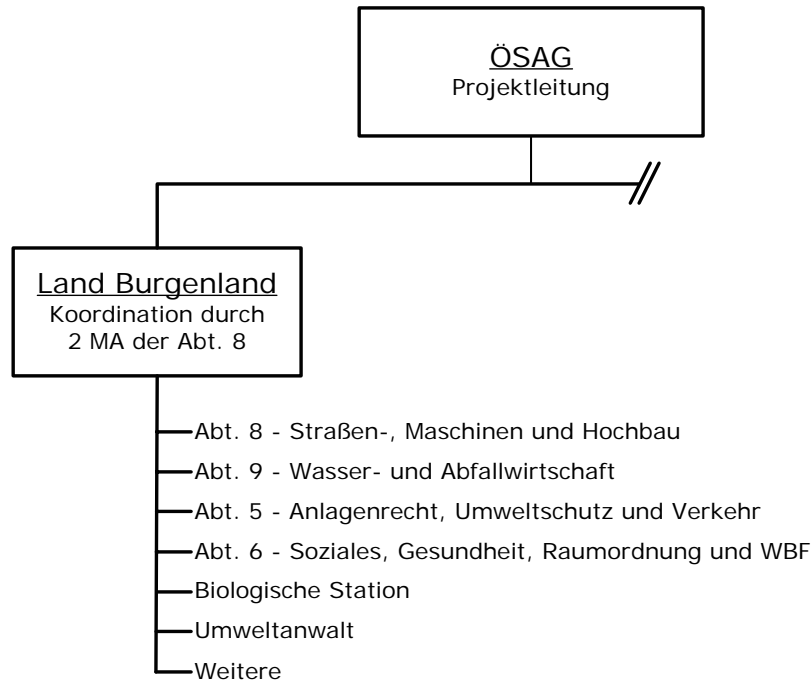 ÖSAG
Projektleitung
Land Burgenland
Koordination durch
2 MA der Abt. 8
Abt. 8 - Straßen-, Maschinen und Hochbau
Abt. 9 - Wasser- und Abfallwirtschaft
Abt. 5 - Anlagenrecht, Umweltschutz und Verkehr
Abt. 6 - Soziales, Gesundheit, Raumordnung und WBF
Biologische Station
Umweltanwalt
Weitere